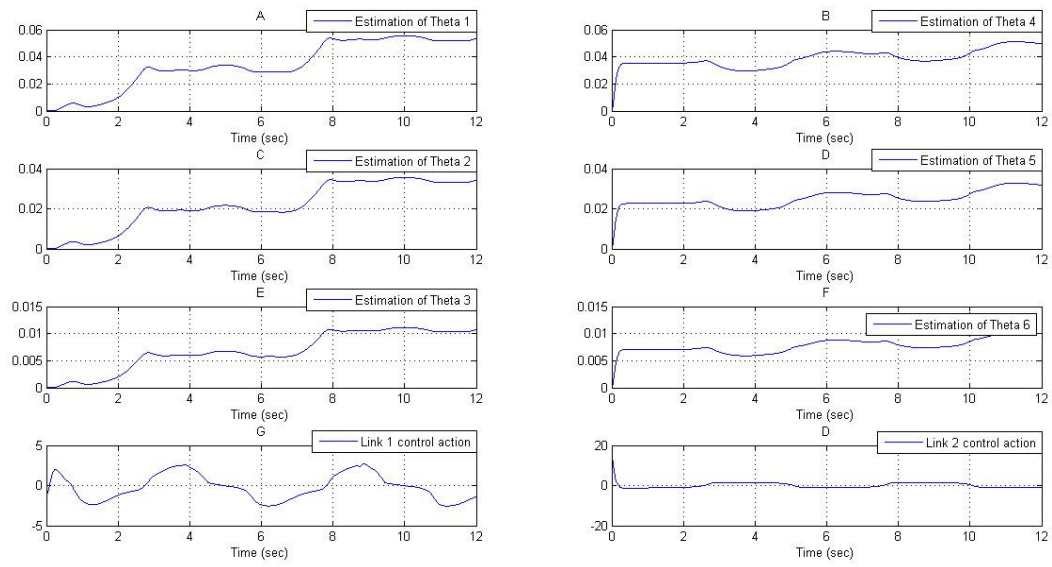 A
Estimation of Theta 1
0.06
0.04
0.02
0
0 2 4 6 8 10 12
Time (sec)
B
Estimation of Theta 4
0.06
0.04
0.02
0
0 2 4 6 8 10 12
Time (sec)
C
Estimation of Theta 2
0.04
0.02
0
0 2 4 6 8 10 12
Time (sec)
D
Estimation of Theta 5
0.04
0.02
0
0 2 4 6 8 10 12
Time (sec)
E
Estimation of Theta 3
0.015
0.01
0.005
0
0 2 4 6 8 10 12
Time (sec)
F
Estimation of Theta 6
0.015
0.01
0.005
0
0 2 4 6 8 10 12
Time (sec)
G
Link 1 control action
5
0
-5
0 2 4 6 8 10 12
Time (sec)
D
Link 2 control action
20
0
-20
0 2 4 6 8 10 12
Time (sec)